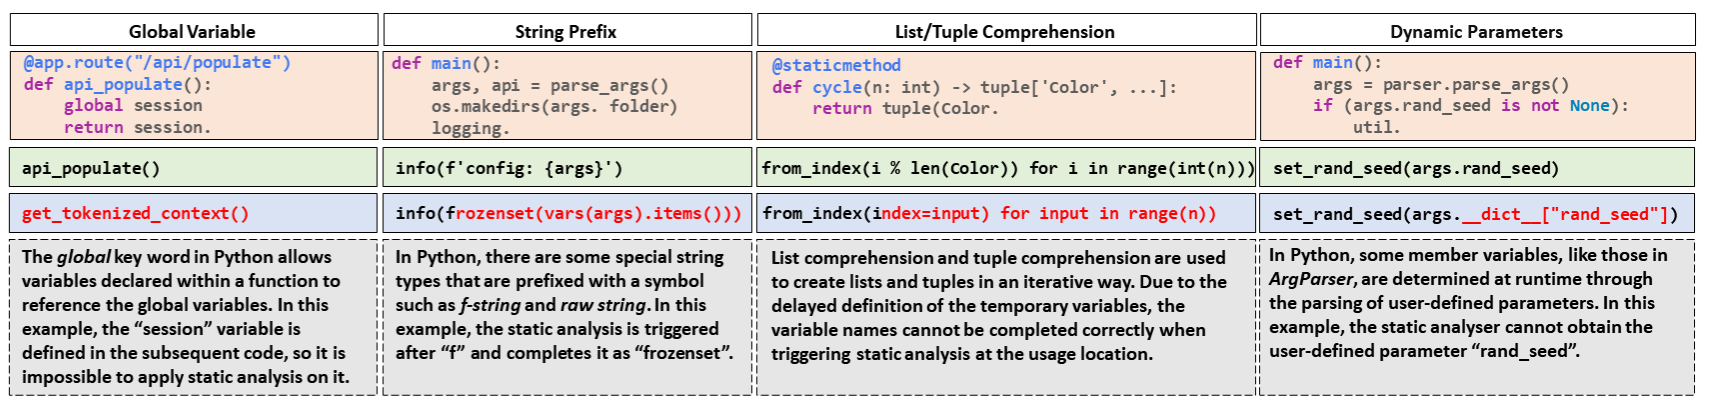 Global Variable
@app.route("/api/populate")
def api_populate():
global session
return session.
api_populate()
get_tokenized_context()
The global key word in Python allows
variables declared within a function to
reference the global variables. In this
example, the “session” variable is
defined in the subsequent code, so it is
impossible to apply static analysis on it.
String Prefix
def main():
args, api = parse_args()
os.makedirs(args. folder)
logging.
info(f'config: {args}')
info(frozenset(vars(args).items()))
In Python, there are some special string
types that are prefixed with a symbol
such as f-string and raw string. In this
example, the static analysis is triggered
after “f” and completes it as “frozenset”.
List/Tuple Comprehension
@staticmethod
def cycle(n: int) -> tuple['Color', ...]:
return tuple(Color.
from_index(i % len(Color)) for i in range(int(n)))
from_index(index=input) for input in range(n))
List comprehension and tuple comprehension are used
to create lists and tuples in an iterative way. Due to the
delayed definition of the temporary variables, the
variable names cannot be completed correctly when
triggering static analysis at the usage location.
Dynamic Parameters
def main():
args = parser.parse_args()
if (args.rand_seed is not None):
util.
set_rand_seed(args.rand_seed)
set_rand_seed(args.__dict__["rand_seed"])
In Python, some member variables, like those in
ArgParser, are determined at runtime through
the parsing of user-defined parameters. In this
example, the static analyser cannot obtain the
user-defined parameter “rand_seed”.